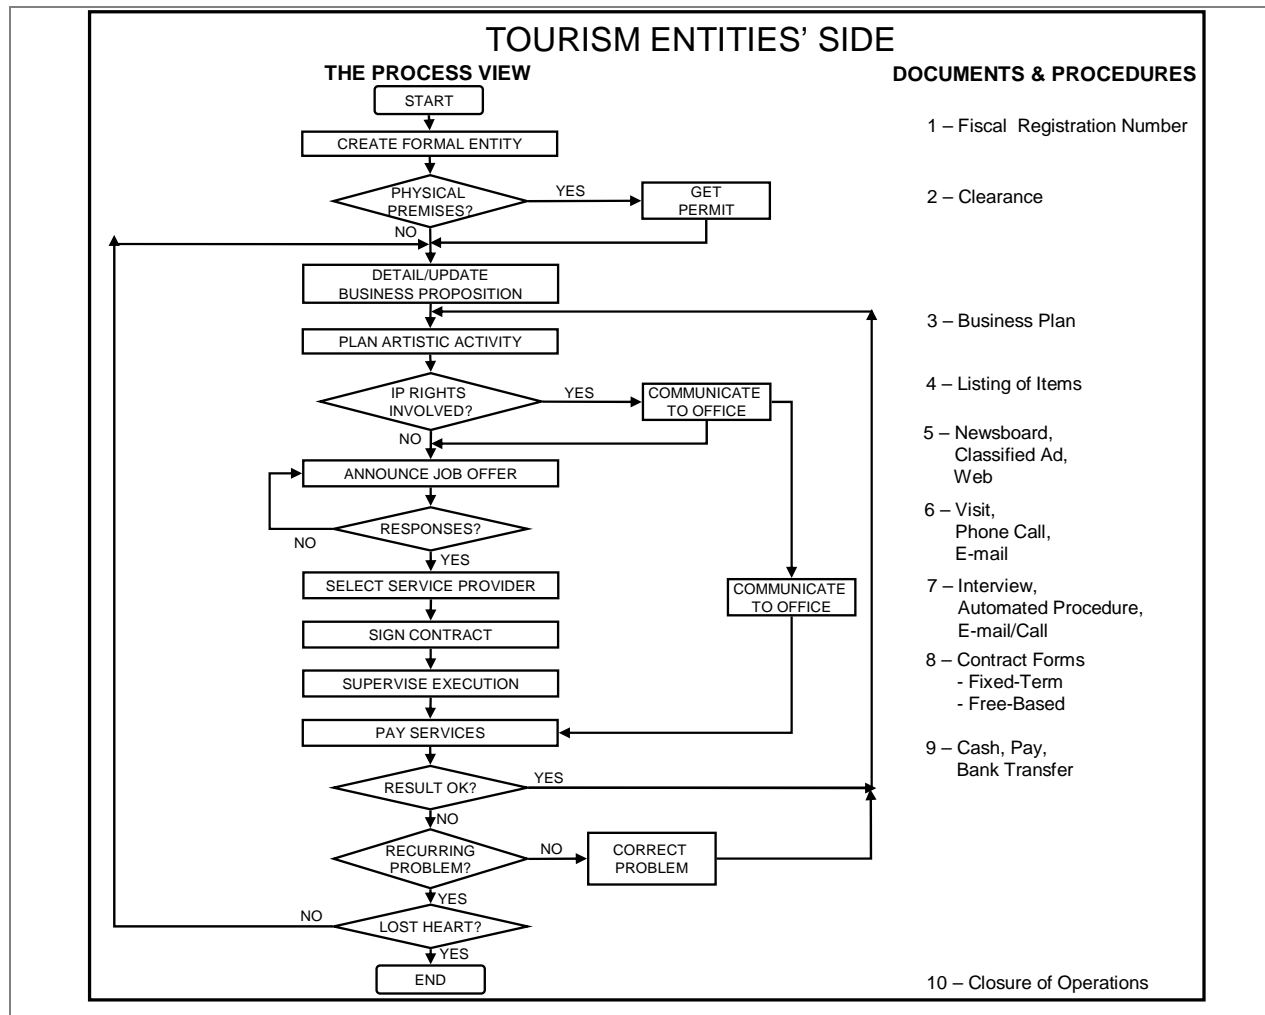 TOURISM ENTITIES' SIDE
THE PROCESS VIEW
DOCUMENTS & PROCEDURES
START
1 – Fiscal Registration Number
CREATE FORMAL ENTITY
PHYSICAL
PREMISES?
YES
GET
PERMIT
2 – Clearance
NO
DETAIL/UPDATE
BUSINESS PROPOSITION
3 – Business Plan
PLAN ARTISTIC ACTIVITY
IP RIGHTS
INVOLVED?
YES
COMMUNICATE
TO OFFICE
4 – Listing of Items
NO
5 – Newsboard,
Classified Ad,
Web
ANNOUNCE JOB OFFER
RESPONSES?
NO
YES
6 – Visit,
Phone Call,
E-mail
SELECT SERVICE PROVIDER
COMMUNICATE
TO OFFICE
7 – Interview,
Automated Procedure,
E-mail/Call
SIGN CONTRACT
8 – Contract Forms
- Fixed-Term
- Free-Based
SUPERVISE EXECUTION
PAY SERVICES
9 – Cash, Pay,
Bank Transfer
RESULT OK?
YES
NO
RECURRING
PROBLEM?
NO
CORRECT
PROBLEM
YES
NO
LOST HEART?
YES
END
10 – Closure of Operations